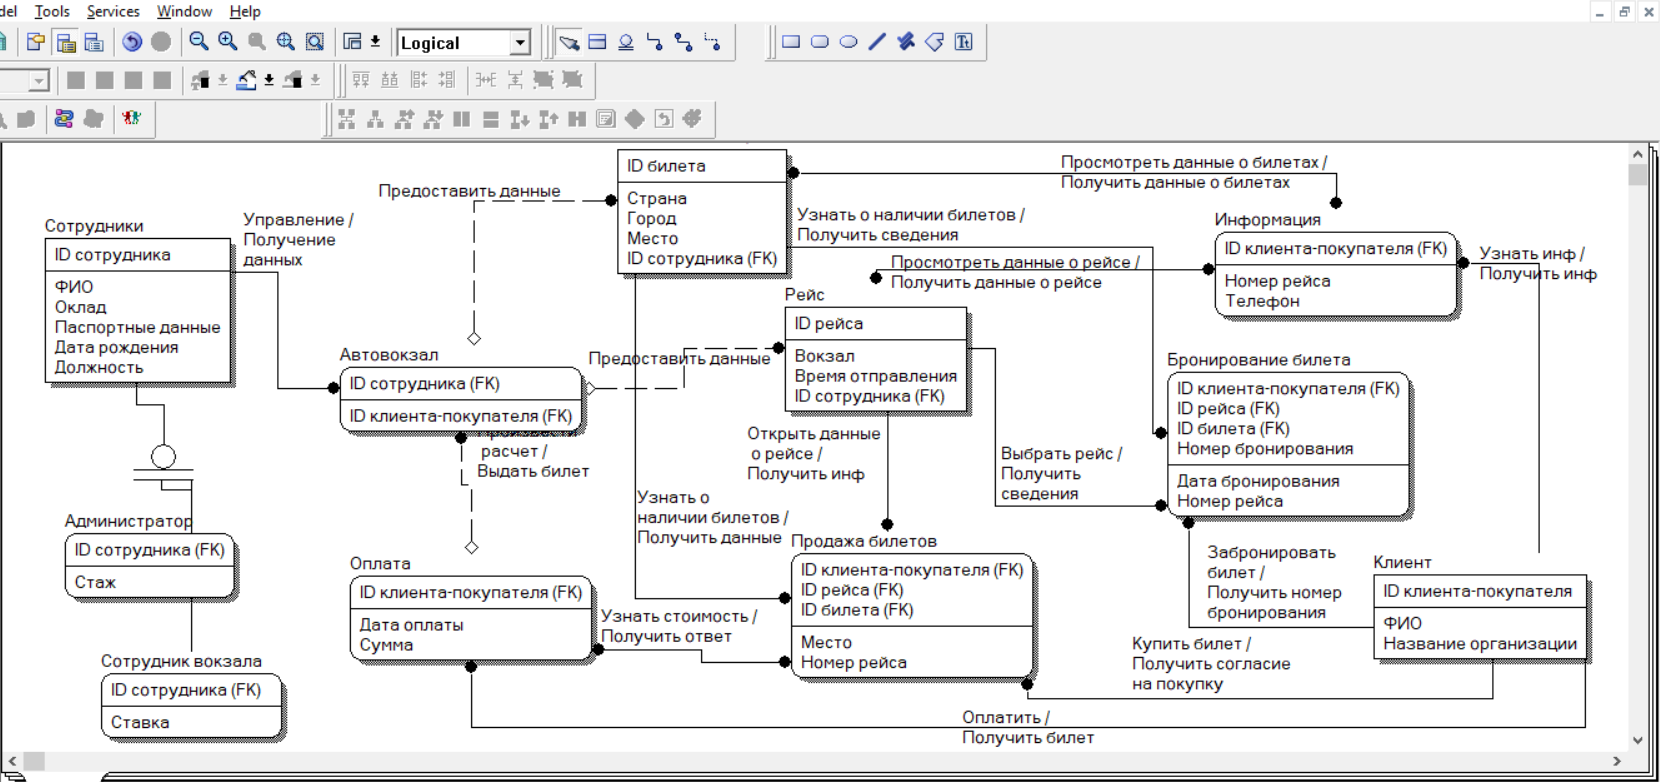 del Tools Services Window Help
Logical
ID билета
Страна
Город
Место
ID сотрудника (FK)
Предоставить данные
Просмотреть данные о билетах /
Получить данные о билетах
Сотрудники
ID сотрудника
ФИО
Оклад
Паспортные данные
Дата рождения
Должность
Управление /
Получение
данных
Узнать о наличии билетов /
Получить сведения
Информация
ID клиента-покупателя (FK)
Номер рейса
Телефон
Узнать инф /
Получить инф
Просмотреть данные о рейсе /
Получить данные о рейсе
Рейс
ID рейса
Вокзал
Время отправления
ID сотрудника (FK)
Автовокзал
ID сотрудника (FK)
ID клиента-покупателя (FK)
Предоставить данные
Бронирование билета
ID клиента-покупателя (FK)
ID рейса (FK)
ID билета (FK)
Номер бронирования
Дата бронирования
Номер рейса
расчет /
Выдать билет
Открыть данные
о рейсе /
Получить инф
Выбрать рейс /
Получить
сведения
Узнать о
наличии билетов /
Получить данные
Администратор
ID сотрудника (FK)
Стаж
Оплата
ID клиента-покупателя (FK)
Дата оплаты
Сумма
Узнать стоимость /
Получить ответ
Продажа билетов
ID клиента-покупателя (FK)
ID рейса (FK)
ID билета (FK)
Место
Номер рейса
Забронировать
билет /
Получить номер
бронирования
Клиент
ID клиента-покупателя
ФИО
Название организации
Купить билет /
Получить согласие
на покупку
Сотрудник вокзала
ID сотрудника (FK)
Ставка
Оплатить /
Получить билет